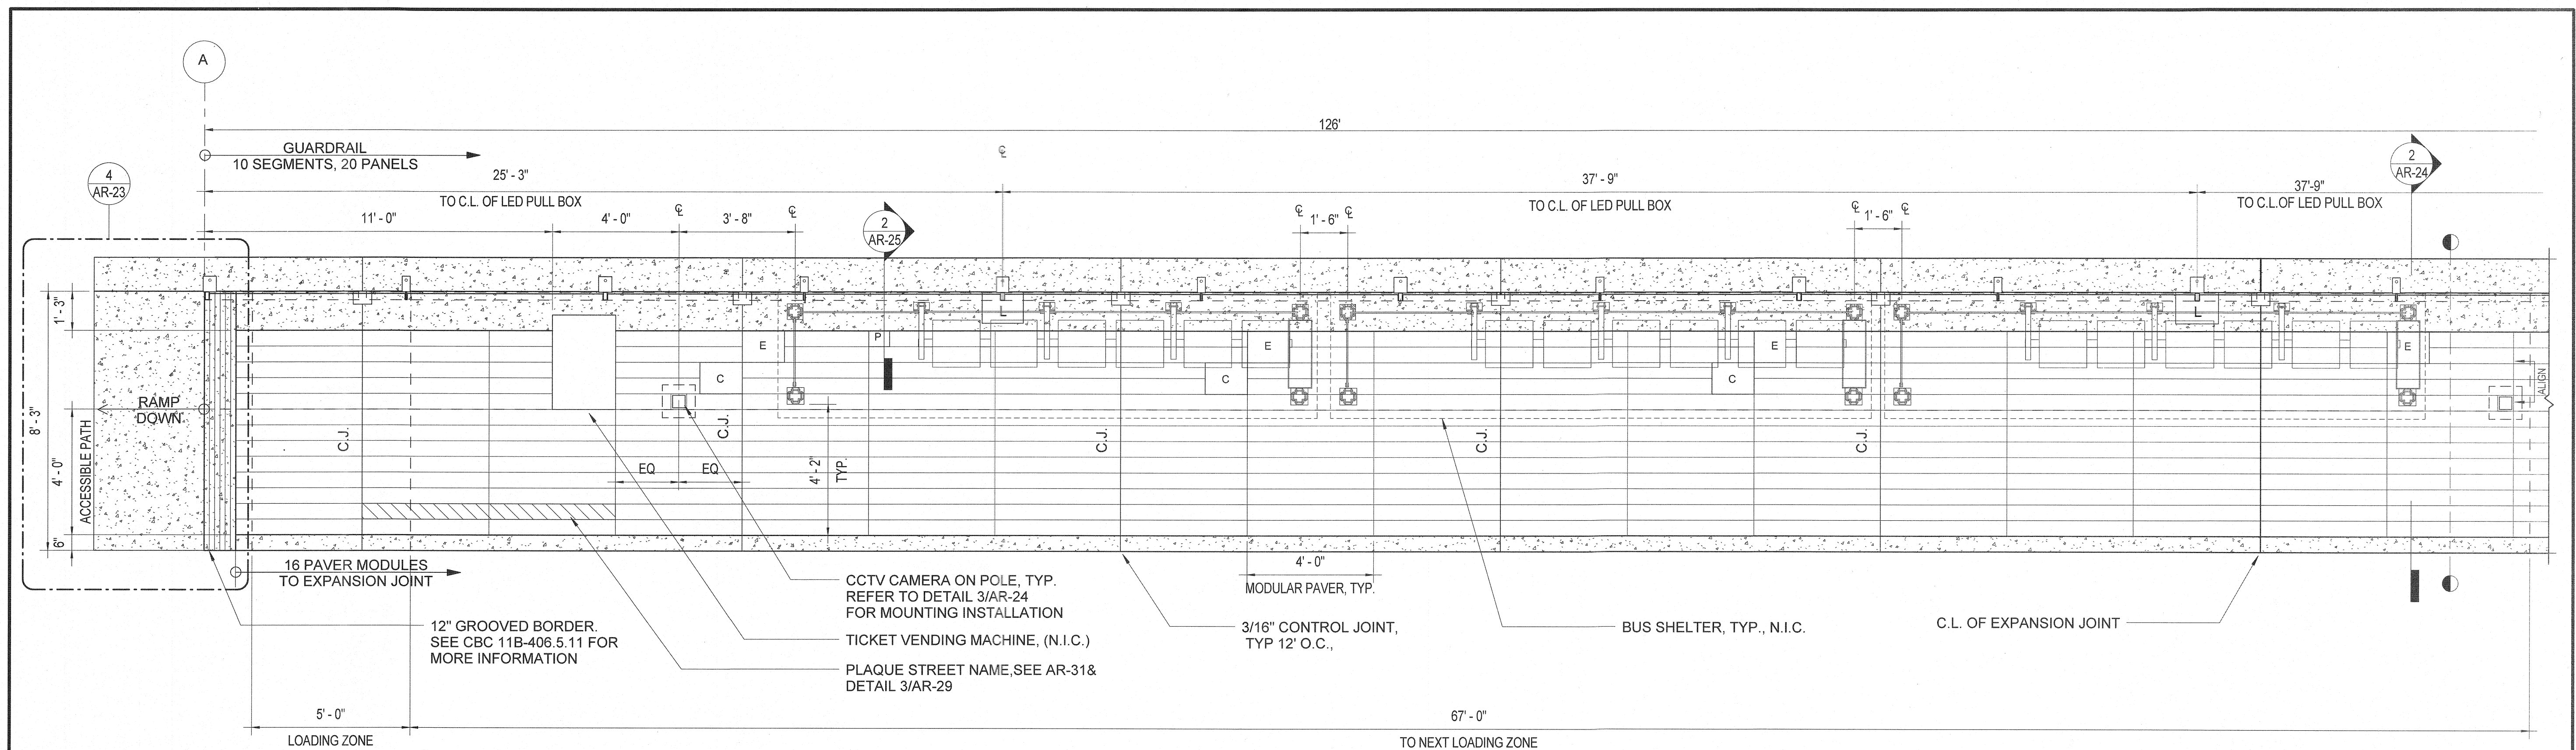 A
126'
GUARDRAIL
10 SEGMENTS, 20 PANELS
℄
4
AR-23
2
AR-24
25' - 3"
37' - 9"
37'-9"
TO C.L. OF LED PULL BOX
TO C.L. OF LED PULL BOX
TO C.L.OF LED PULL BOX
11' - 0"
4' - 0"
℄
3' - 8"
℄
2
AR-25
℄
1' - 6"
℄
℄
1' - 6"
℄
1' - 3"
8' - 3"
4' - 0"
6"
ACCESSIBLE PATH
RAMP
DOWN
L
L
E
P
E
E
E
C
C
C
ALIGN
C.J.
C.J.
C.J.
C.J.
C.J.
EQ
EQ
4' - 2"
TYP.
16 PAVER MODULES
TO EXPANSION JOINT
4' - 0"
MODULAR PAVER, TYP.
CCTV CAMERA ON POLE, TYP.
REFER TO DETAIL 3/AR-24
FOR MOUNTING INSTALLATION
12" GROOVED BORDER.
SEE CBC 11B-406.5.11 FOR
MORE INFORMATION
TICKET VENDING MACHINE, (N.I.C.)
PLAQUE STREET NAME,SEE AR-31&
DETAIL 3/AR-29
3/16" CONTROL JOINT,
TYP 12' O.C.,
BUS SHELTER, TYP., N.I.C.
C.L. OF EXPANSION JOINT
5' - 0"
LOADING ZONE
67' - 0"
TO NEXT LOADING ZONE